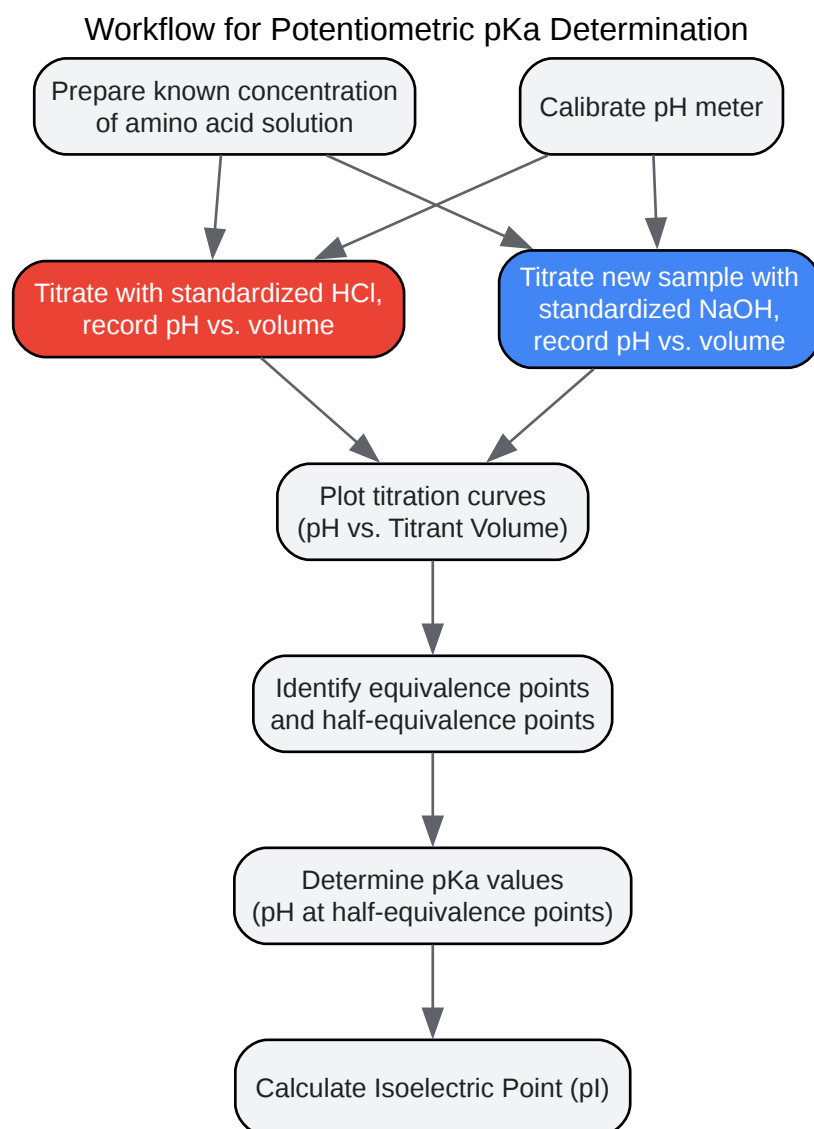 Workflow for Potentiometric pKa Determination
Prepare known concentration
of amino acid solution
Calibrate pH meter
Titrate with standardized HCl,
record pH vs. volume
Titrate new sample with
standardized NaOH,
record pH vs. volume
Plot titration curves
(pH vs. Titrant Volume)
Identify equivalence points
and half-equivalence points
Determine pKa values
(pH at half-equivalence points)
Calculate Isoelectric Point (pI)